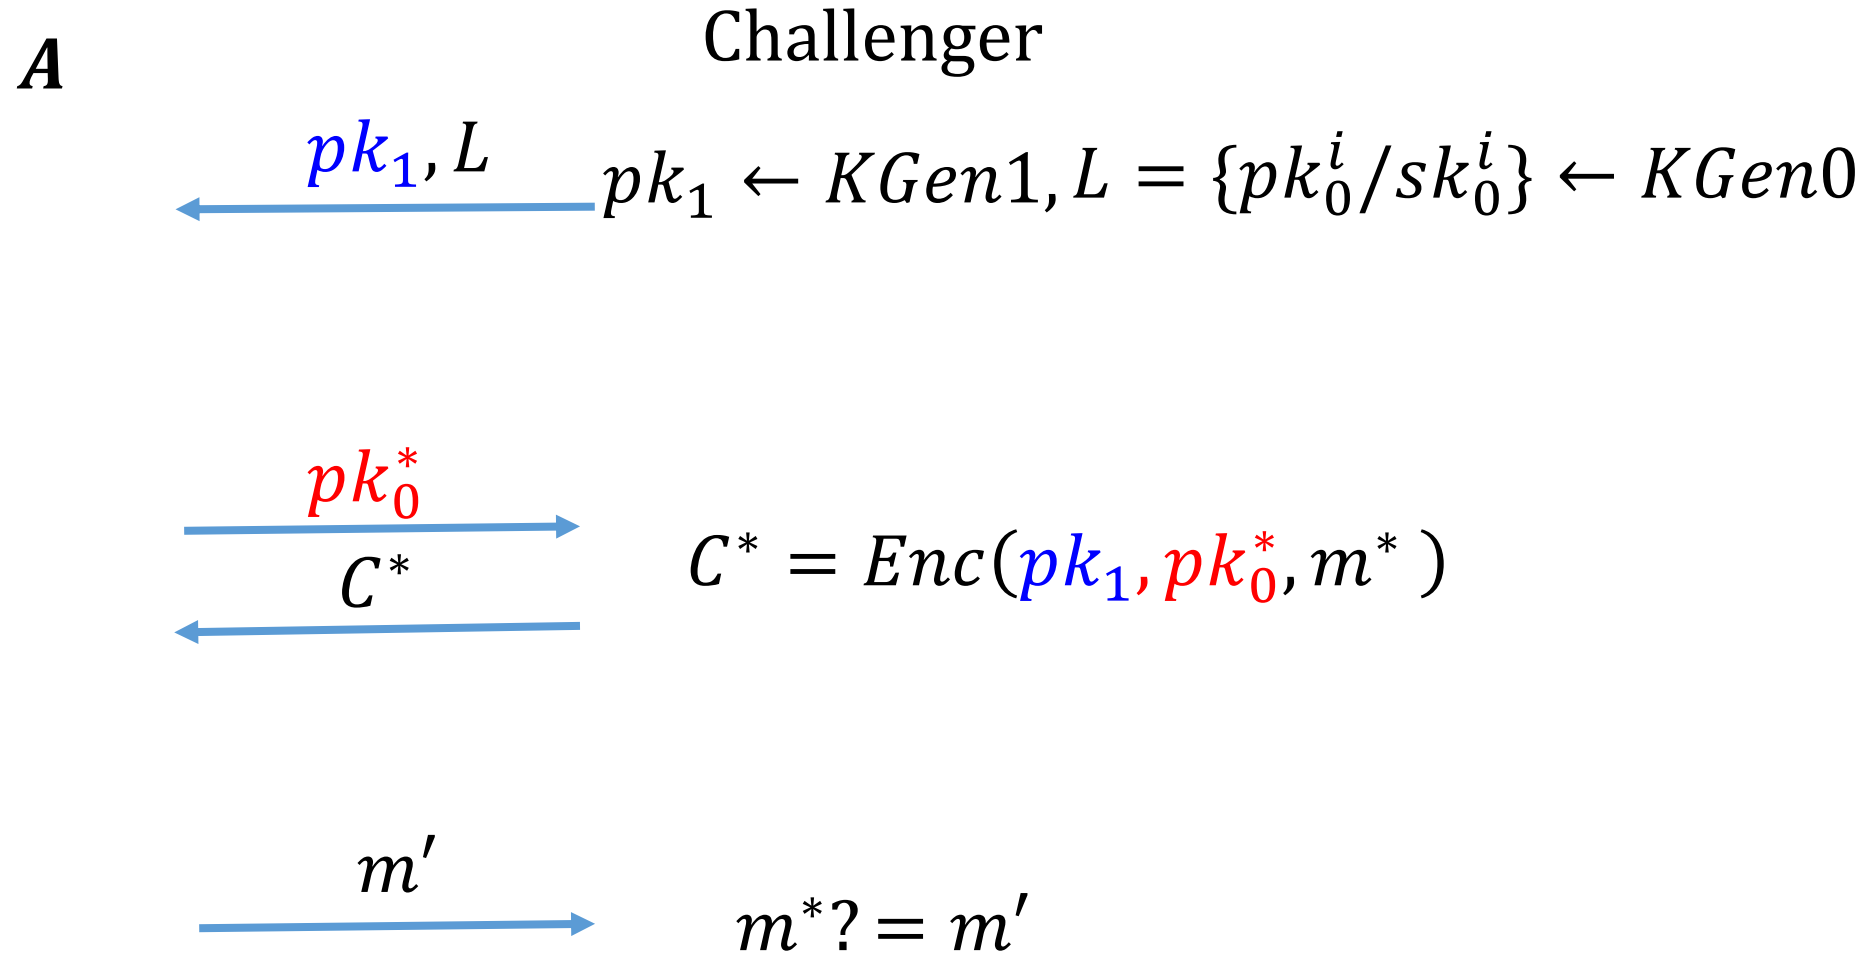 A
Challenger
pk₁, L
pk₁ ← KGen1, L = {pk₀ⁱ/sk₀ⁱ} ← KGen0
pk₀*
C* = Enc(pk₁, pk₀*, m*)
C*
m′
m*? = m′